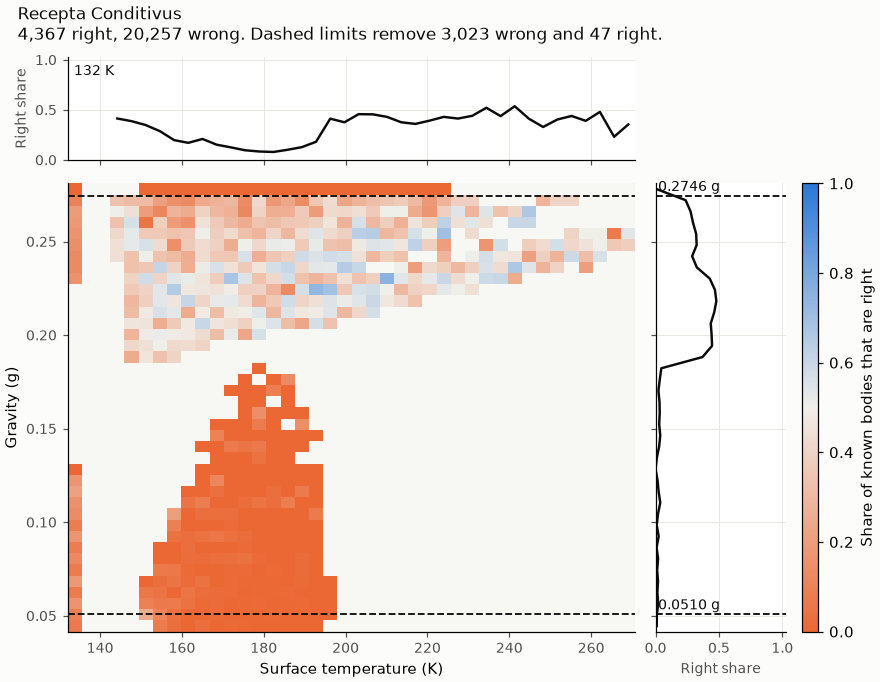 Recepta Conditivus
4,367 right, 20,257 wrong. Dashed limits remove 3,023 wrong and 47 right.
Right share
1.0
0.5
0.0
132 K
Gravity (g)
0.25
0.20
0.15
0.10
0.05
140 160 180 200 220 240 260
Surface temperature (K)
0.2746 g
0.0510 g
0.0 0.5 1.0
Right share
1.0
0.8
0.6
0.4
0.2
0.0
Share of known bodies that are right